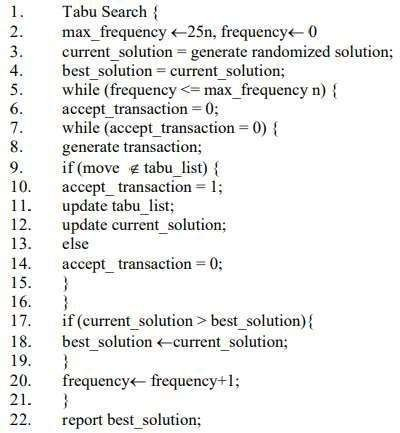 1. Tabu Search {
2. max_frequency ←25n, frequency← 0
3. current_solution = generate randomized solution;
4. best_solution = current_solution;
5. while (frequency <= max_frequency n) {
6. accept_transaction = 0;
7. while (accept_transaction = 0) {
8. generate transaction;
9. if (move ∉ tabu_list) {
10. accept_ transaction = 1;
11. update tabu_list;
12. update current_solution;
13. else
14. accept_ transaction = 0;
15. }
16. }
17. if (current_solution > best_solution){
18. best_solution ←current_solution;
19. }
20. frequency← frequency+1;
21. }
22. report best_solution;